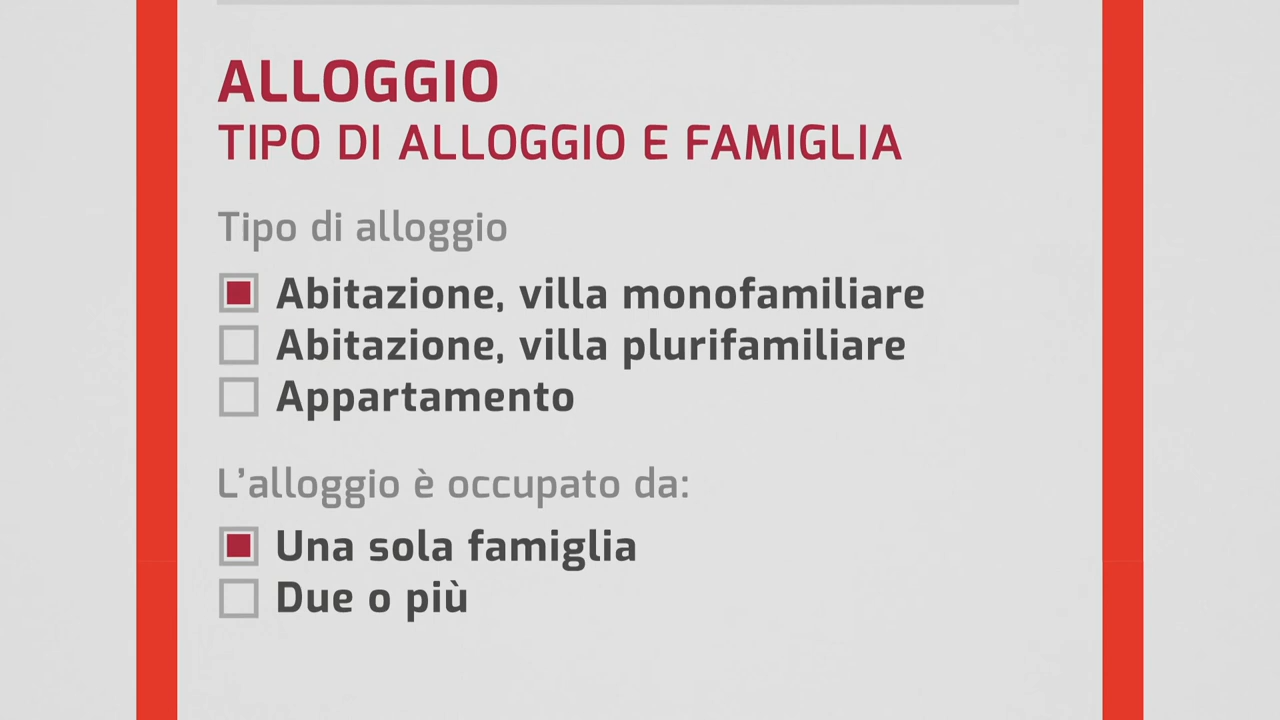 ALLOGGIO
TIPO DI ALLOGGIO E FAMIGLIA
Tipo di alloggio
Abitazione, villa monofamiliare
Abitazione, villa plurifamiliare
Appartamento
L’alloggio è occupato da:
Una sola famiglia
Due o più